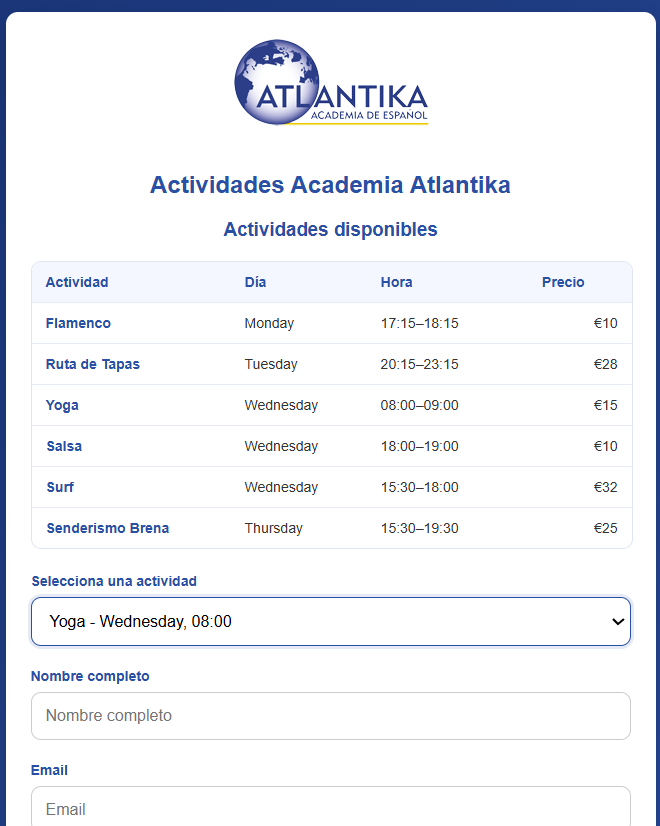 ATLANTIKA
ACADEMIA DE ESPAÑOL
Actividades Academia Atlantika
Actividades disponibles
Actividad Día Hora Precio
Flamenco Monday 17:15–18:15 €10
Ruta de Tapas Tuesday 20:15–23:15 €28
Yoga Wednesday 08:00–09:00 €15
Salsa Wednesday 18:00–19:00 €10
Surf Wednesday 15:30–18:00 €32
Senderismo Brena Thursday 15:30–19:30 €25
Selecciona una actividad
Yoga - Wednesday, 08:00
Nombre completo
Nombre completo
Email
Email